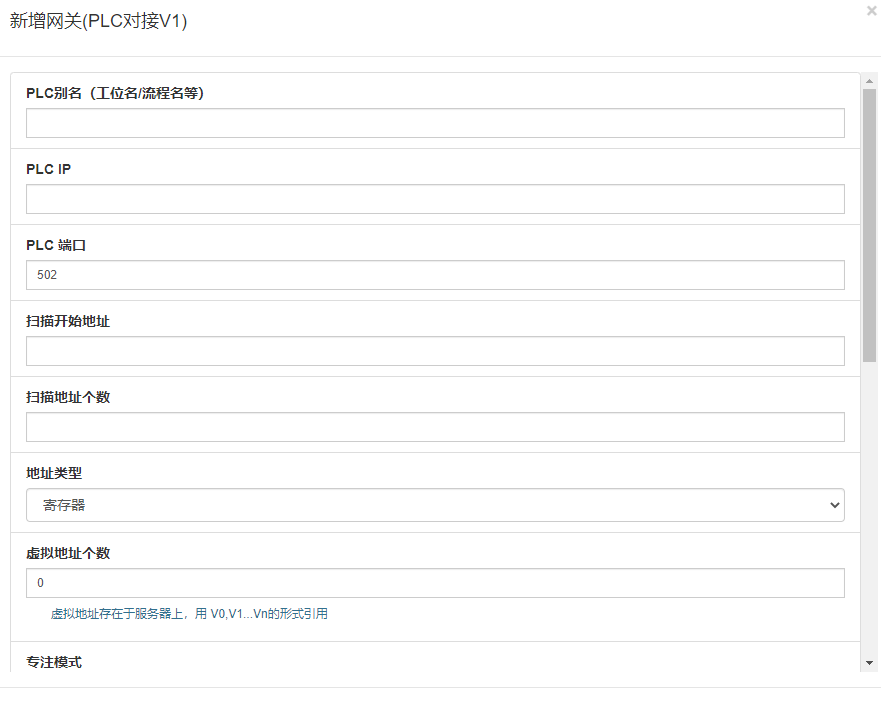 新增网关(PLC对接V1)
×
PLC别名（工位名/流程名等）
PLC IP
PLC 端口
502
扫描开始地址
扫描地址个数
地址类型
寄存器
虚拟地址个数
0
虚拟地址存在于服务器上，用 V0,V1...Vn的形式引用
专注模式